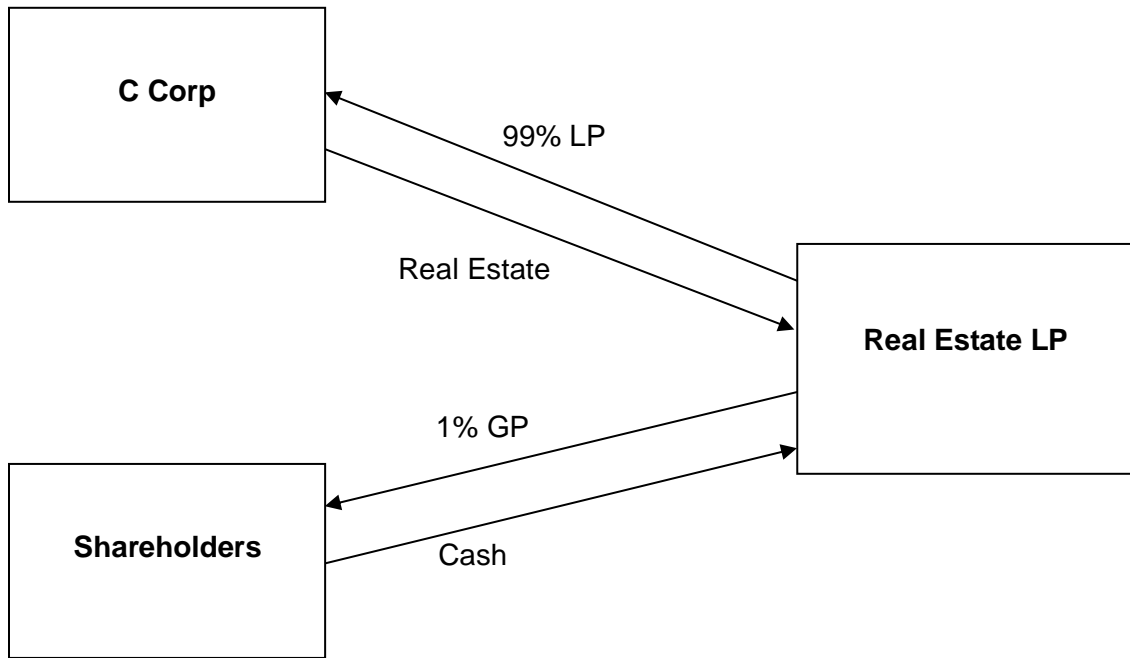 C Corp
99% LP
Real Estate
Real Estate LP
1% GP
Shareholders
Cash